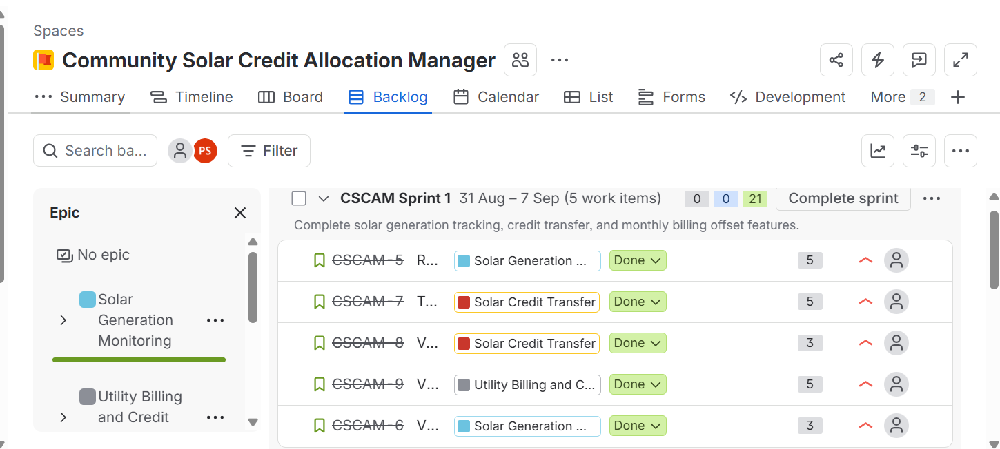 Spaces
Community Solar Credit Allocation Manager
Summary Timeline Board Backlog Calendar List Forms Development More 2
Search ba... PS Filter
Epic
No epic
Solar
Generation
Monitoring
Utility Billing
and Credit
CSCAM Sprint 1 31 Aug – 7 Sep (5 work items) 0 0 21 Complete sprint
Complete solar generation tracking, credit transfer, and monthly billing offset features.
CSCAM-5 R... Solar Generation ... Done 5
CSCAM-7 T... Solar Credit Transfer Done 5
CSCAM-8 V... Solar Credit Transfer Done 3
CSCAM-9 V... Utility Billing and C... Done 5
CSCAM-6 V... Solar Generation ... Done 3